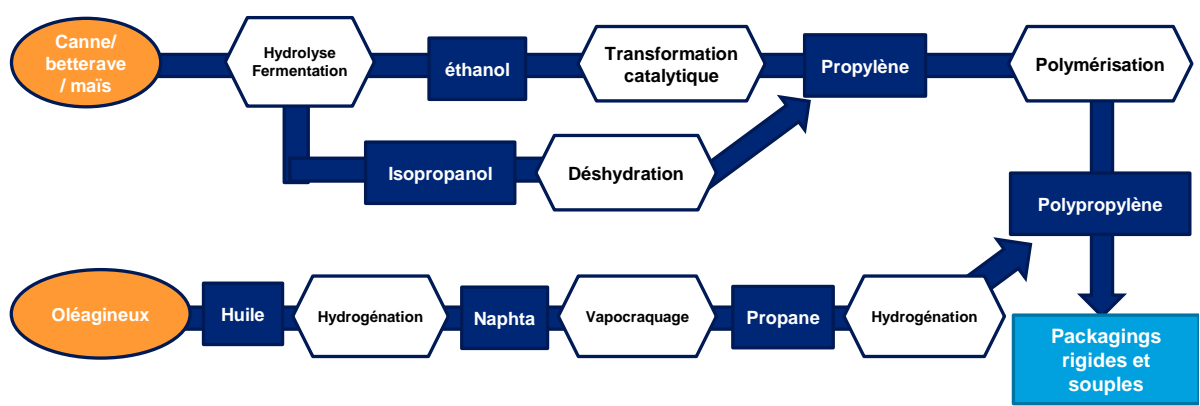 Canne/
betterave
/ maïs
Hydrolyse
Fermentation
éthanol
Transformation
catalytique
Propylène
Polymérisation
Isopropanol
Déshydration
Polypropylène
Oléagineux
Huile
Hydrogénation
Naphta
Vapocraquage
Propane
Hydrogénation
Packagings
rigides et
souples